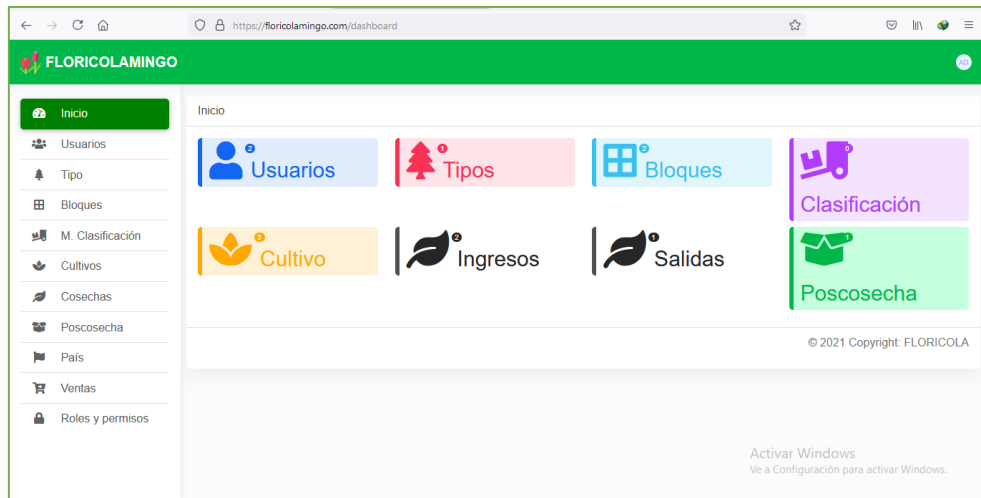 https://floricolamingo.com/dashboard
FLORICOLAMINGO
AD
Inicio
Usuarios
Tipo
Bloques
M. Clasificación
Cultivos
Cosechas
Poscosecha
País
Ventas
Roles y permisos
Inicio
2
Usuarios
1
Tipos
2
Bloques
0
Clasificación
3
Cultivo
2
Ingresos
0
Salidas
1
Poscosecha
© 2021 Copyright: FLORICOLA
Activar Windows
Ve a Configuración para activar Windows.